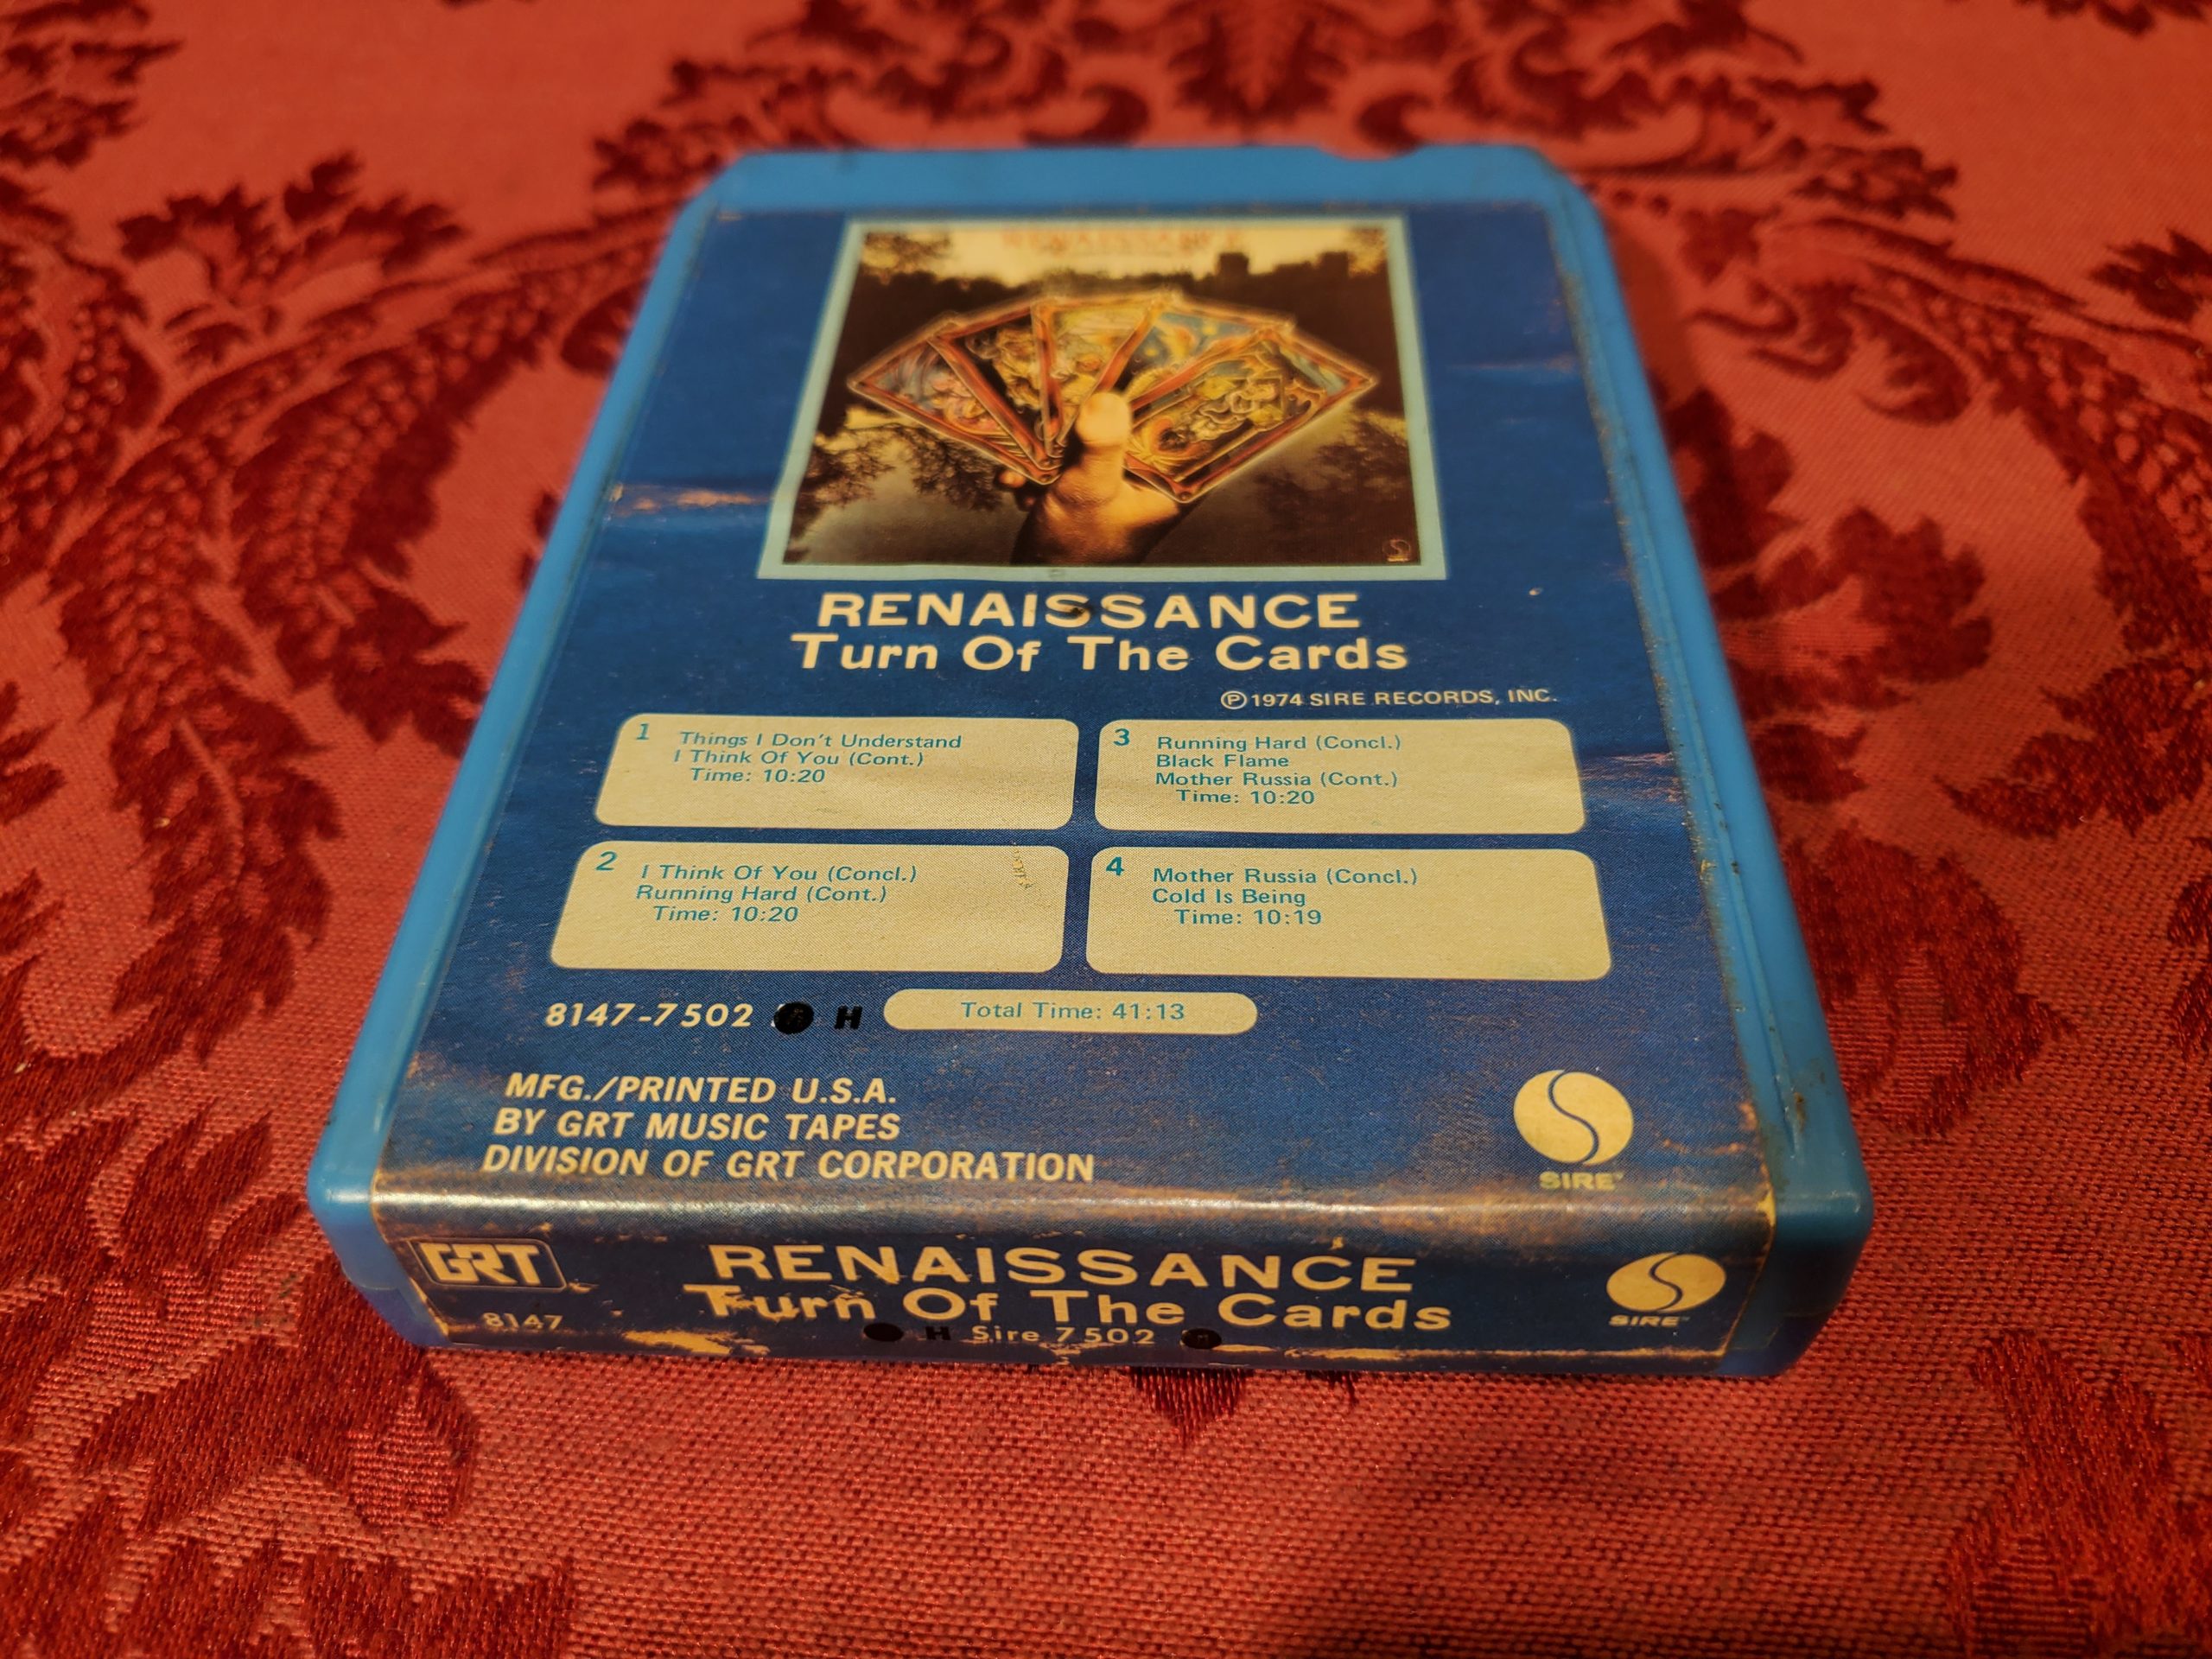 RENAISSANCE
RENAISSANCE
Turn Of The Cards
Ⓟ1974 SIRE RECORDS, INC.
1
Things I Don't Understand
I Think Of You (Cont.)
Time: 10:20
2
I Think Of You (Concl.)
Running Hard (Cont.)
Time: 10:20
3
Running Hard (Concl.)
Black Flame
Mother Russia (Cont.)
Time: 10:20
4
Mother Russia (Concl.)
Cold Is Being
Time: 10:19
8147-7502 H
Total Time: 41:13
MFG./PRINTED U.S.A.
BY GRT MUSIC TAPES
DIVISION OF GRT CORPORATION
SIRE
GRT
8147
RENAISSANCE
Turn Of The Cards
H Sire 7502
SIRE